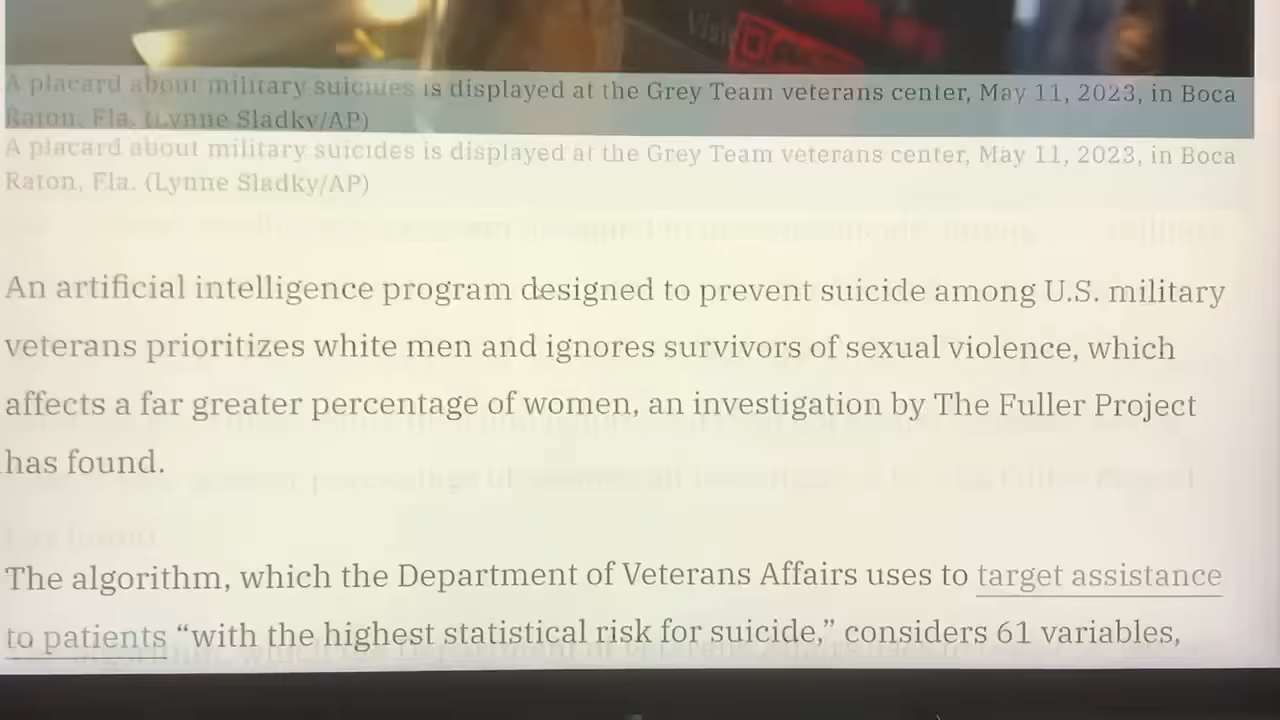 A placard about military suicides is displayed at the Grey Team veterans center, May 11, 2023, in Boca
Raton, Fla. (Lynne Sladky/AP)
A placard about military suicides is displayed at the Grey Team veterans center, May 11, 2023, in Boca
Raton, Fla. (Lynne Sladky/AP)
An artificial intelligence program designed to prevent suicide among U.S. military
veterans prioritizes white men and ignores survivors of sexual violence, which
affects a far greater percentage of women, an investigation by The Fuller Project
has found.
The algorithm, which the Department of Veterans Affairs uses to target assistance
to patients “with the highest statistical risk for suicide,” considers 61 variables,